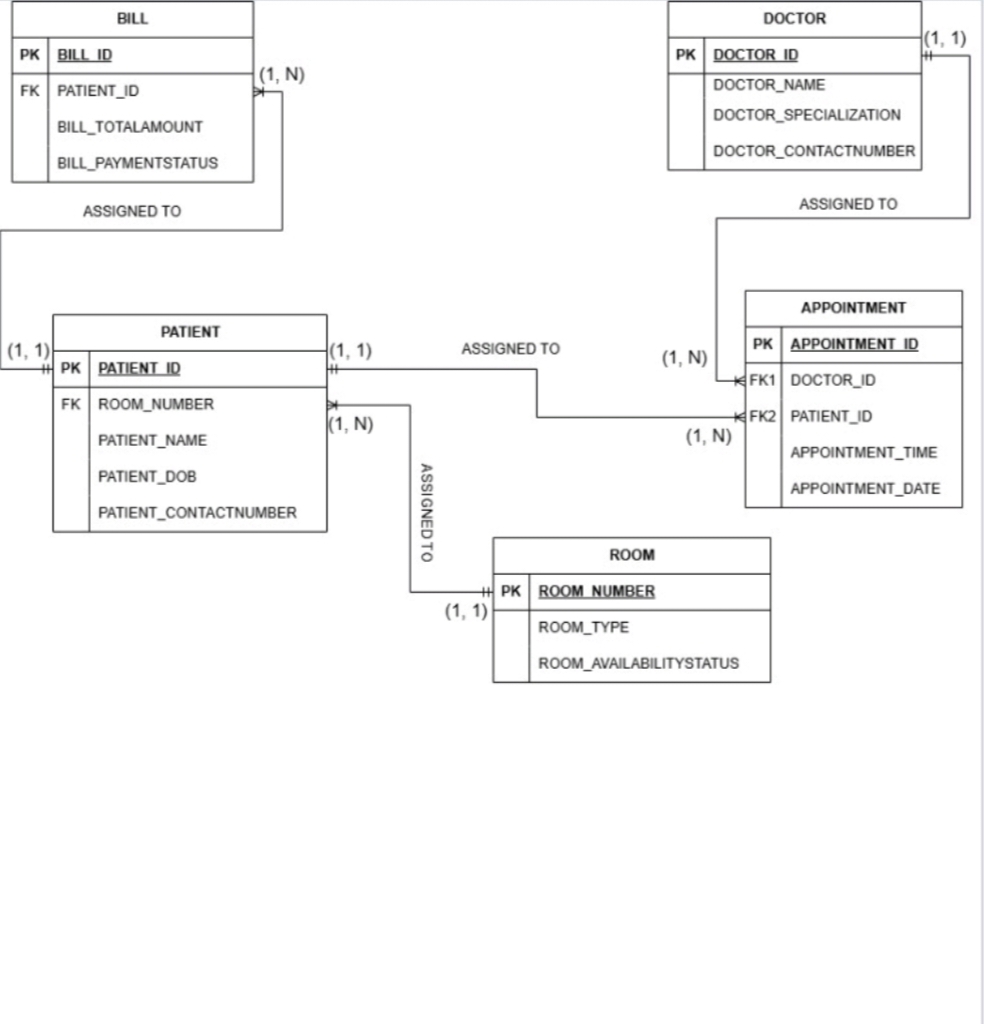 BILL
PK BILL_ID
FK PATIENT_ID
BILL_TOTALAMOUNT
BILL_PAYMENTSTATUS
(1, N)
ASSIGNED TO
DOCTOR
PK DOCTOR_ID
DOCTOR_NAME
DOCTOR_SPECIALIZATION
DOCTOR_CONTACTNUMBER
(1, 1)
ASSIGNED TO
PATIENT
(1, 1)
PK PATIENT_ID
FK ROOM_NUMBER
PATIENT_NAME
PATIENT_DOB
PATIENT_CONTACTNUMBER
(1, 1)
ASSIGNED TO
(1, N)
(1, N)
APPOINTMENT
PK APPOINTMENT_ID
FK1 DOCTOR_ID
FK2 PATIENT_ID
APPOINTMENT_TIME
APPOINTMENT_DATE
(1, N)
ASSIGNED TO
(1, 1)
ROOM
PK ROOM_NUMBER
ROOM_TYPE
ROOM_AVAILABILITYSTATUS